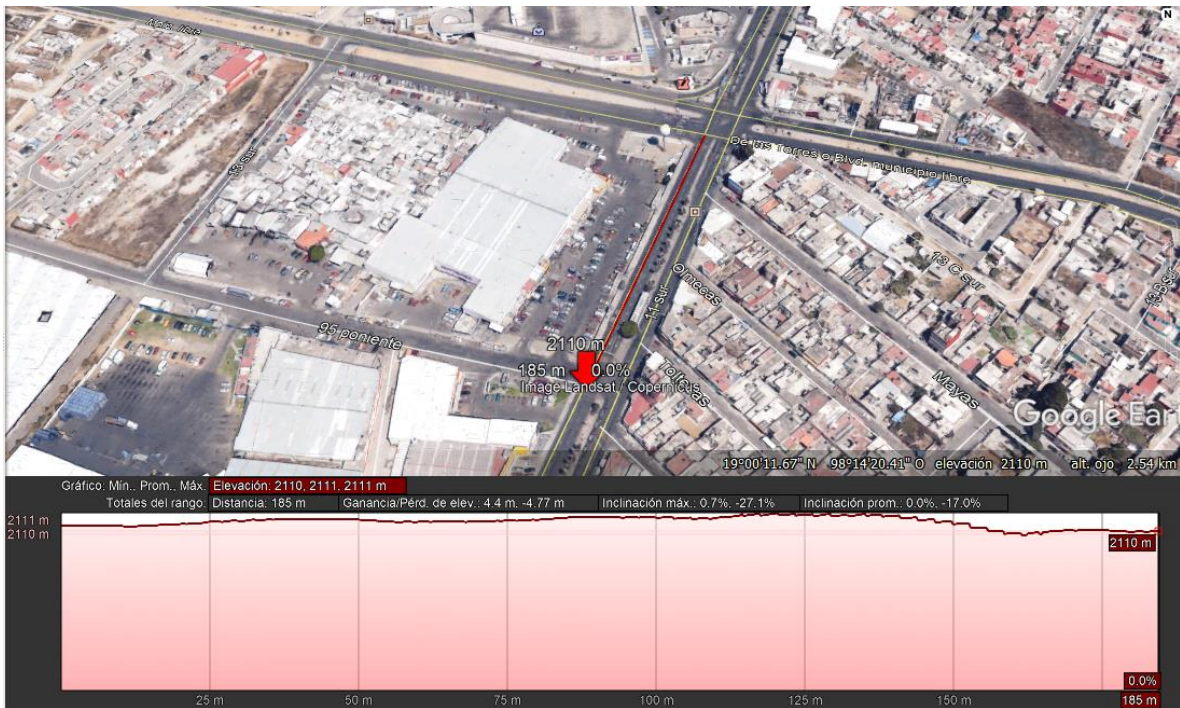 N
13 Sur
De las Torres o Blvd. municipio libre
13 C Sur
Olmecas
11 Sur
95 poniente
2110 m
185 m 0.0%
Image Landsat / Copernicus
Toltecas
Mayas
Google Eart
19°00'11.67" N 98°14'20.41" O elevación 2110 m alt. ojo 2.54 km
Gráfico: Mín., Prom., Máx. Elevación: 2110, 2111, 2111 m
Totales del rango: Distancia: 185 m Ganancia/Pérd. de elev.: 4.4 m, -4.77 m Inclinación máx.: 0.7%, -27.1% Inclinación prom.: 0.0%, -17.0%
2111 m
2110 m
2110 m
0.0%
25 m 50 m 75 m 100 m 125 m 150 m 185 m